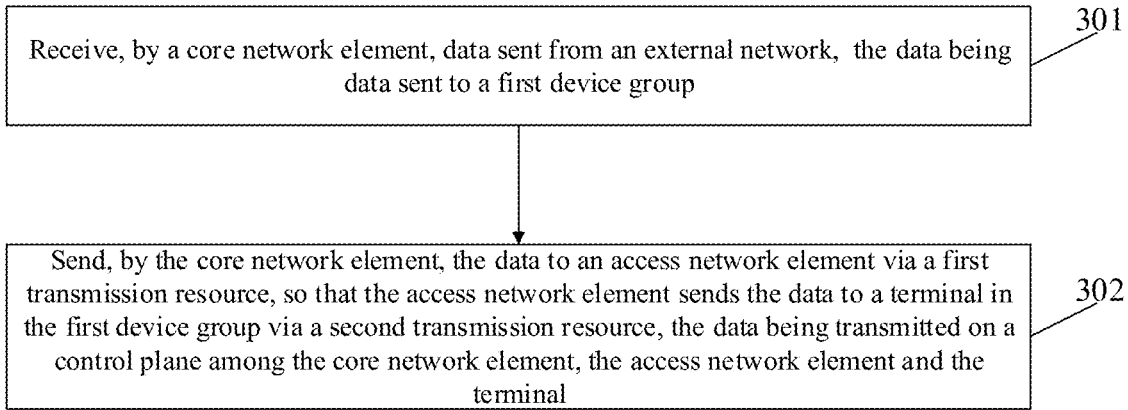 301
Receive, by a core network element, data sent from an external network, the data being
data sent to a first device group
302
Send, by the core network element, the data to an access network element via a first
transmission resource, so that the access network element sends the data to a terminal in
the first device group via a second transmission resource, the data being transmitted on a
control plane among the core network element, the access network element and the
terminal